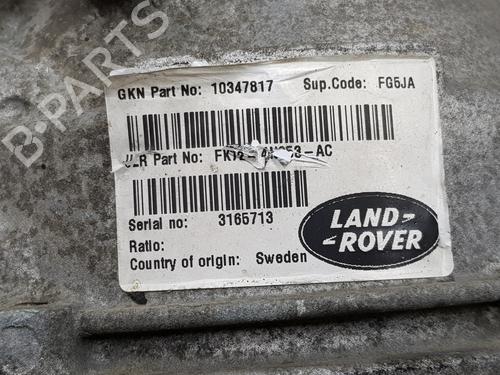 B-PARTS
GKN Part No: 10347817 Sup.Code: FG5JA
Part No:
Serial no: 3165713
LAND-
-ROVER
Ratio:
Country of origin: Sweden